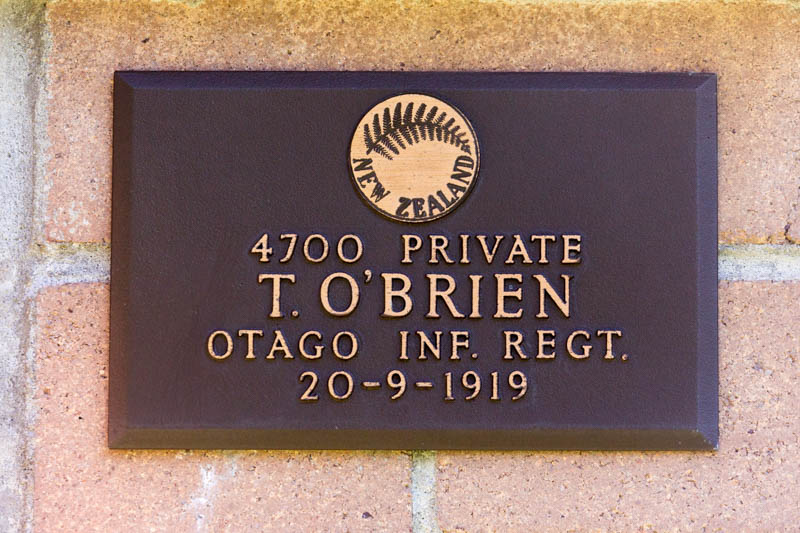 NEW ZEALAND
4700 PRIVATE
T. O'BRIEN
OTAGO INF. REGT.
20-9-1919